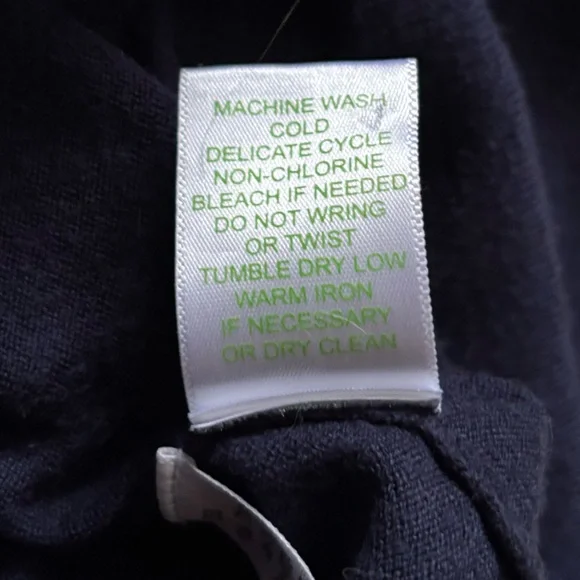 MACHINE WASH
COLD
DELICATE CYCLE
NON-CHLORINE
BLEACH IF NEEDED
DO NOT WRING
OR TWIST
TUMBLE DRY LOW
WARM IRON
IF NECESSARY
OR DRY CLEAN